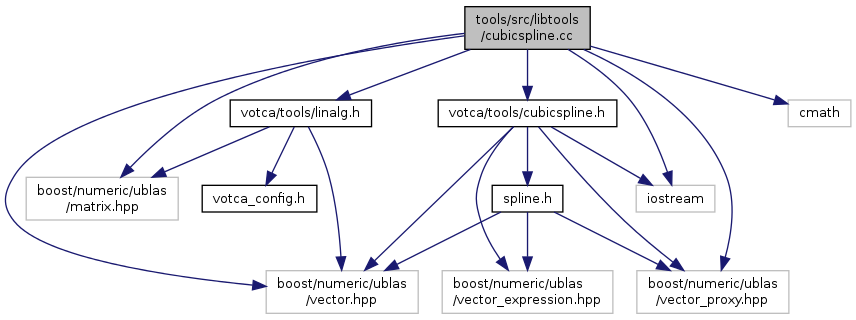 tools/src/libtools
/cubicspline.cc
votca/tools/linalg.h
votca/tools/cubicspline.h
cmath
boost/numeric/ublas
/matrix.hpp
votca_config.h
spline.h
iostream
boost/numeric/ublas
/vector.hpp
boost/numeric/ublas
/vector_expression.hpp
boost/numeric/ublas
/vector_proxy.hpp